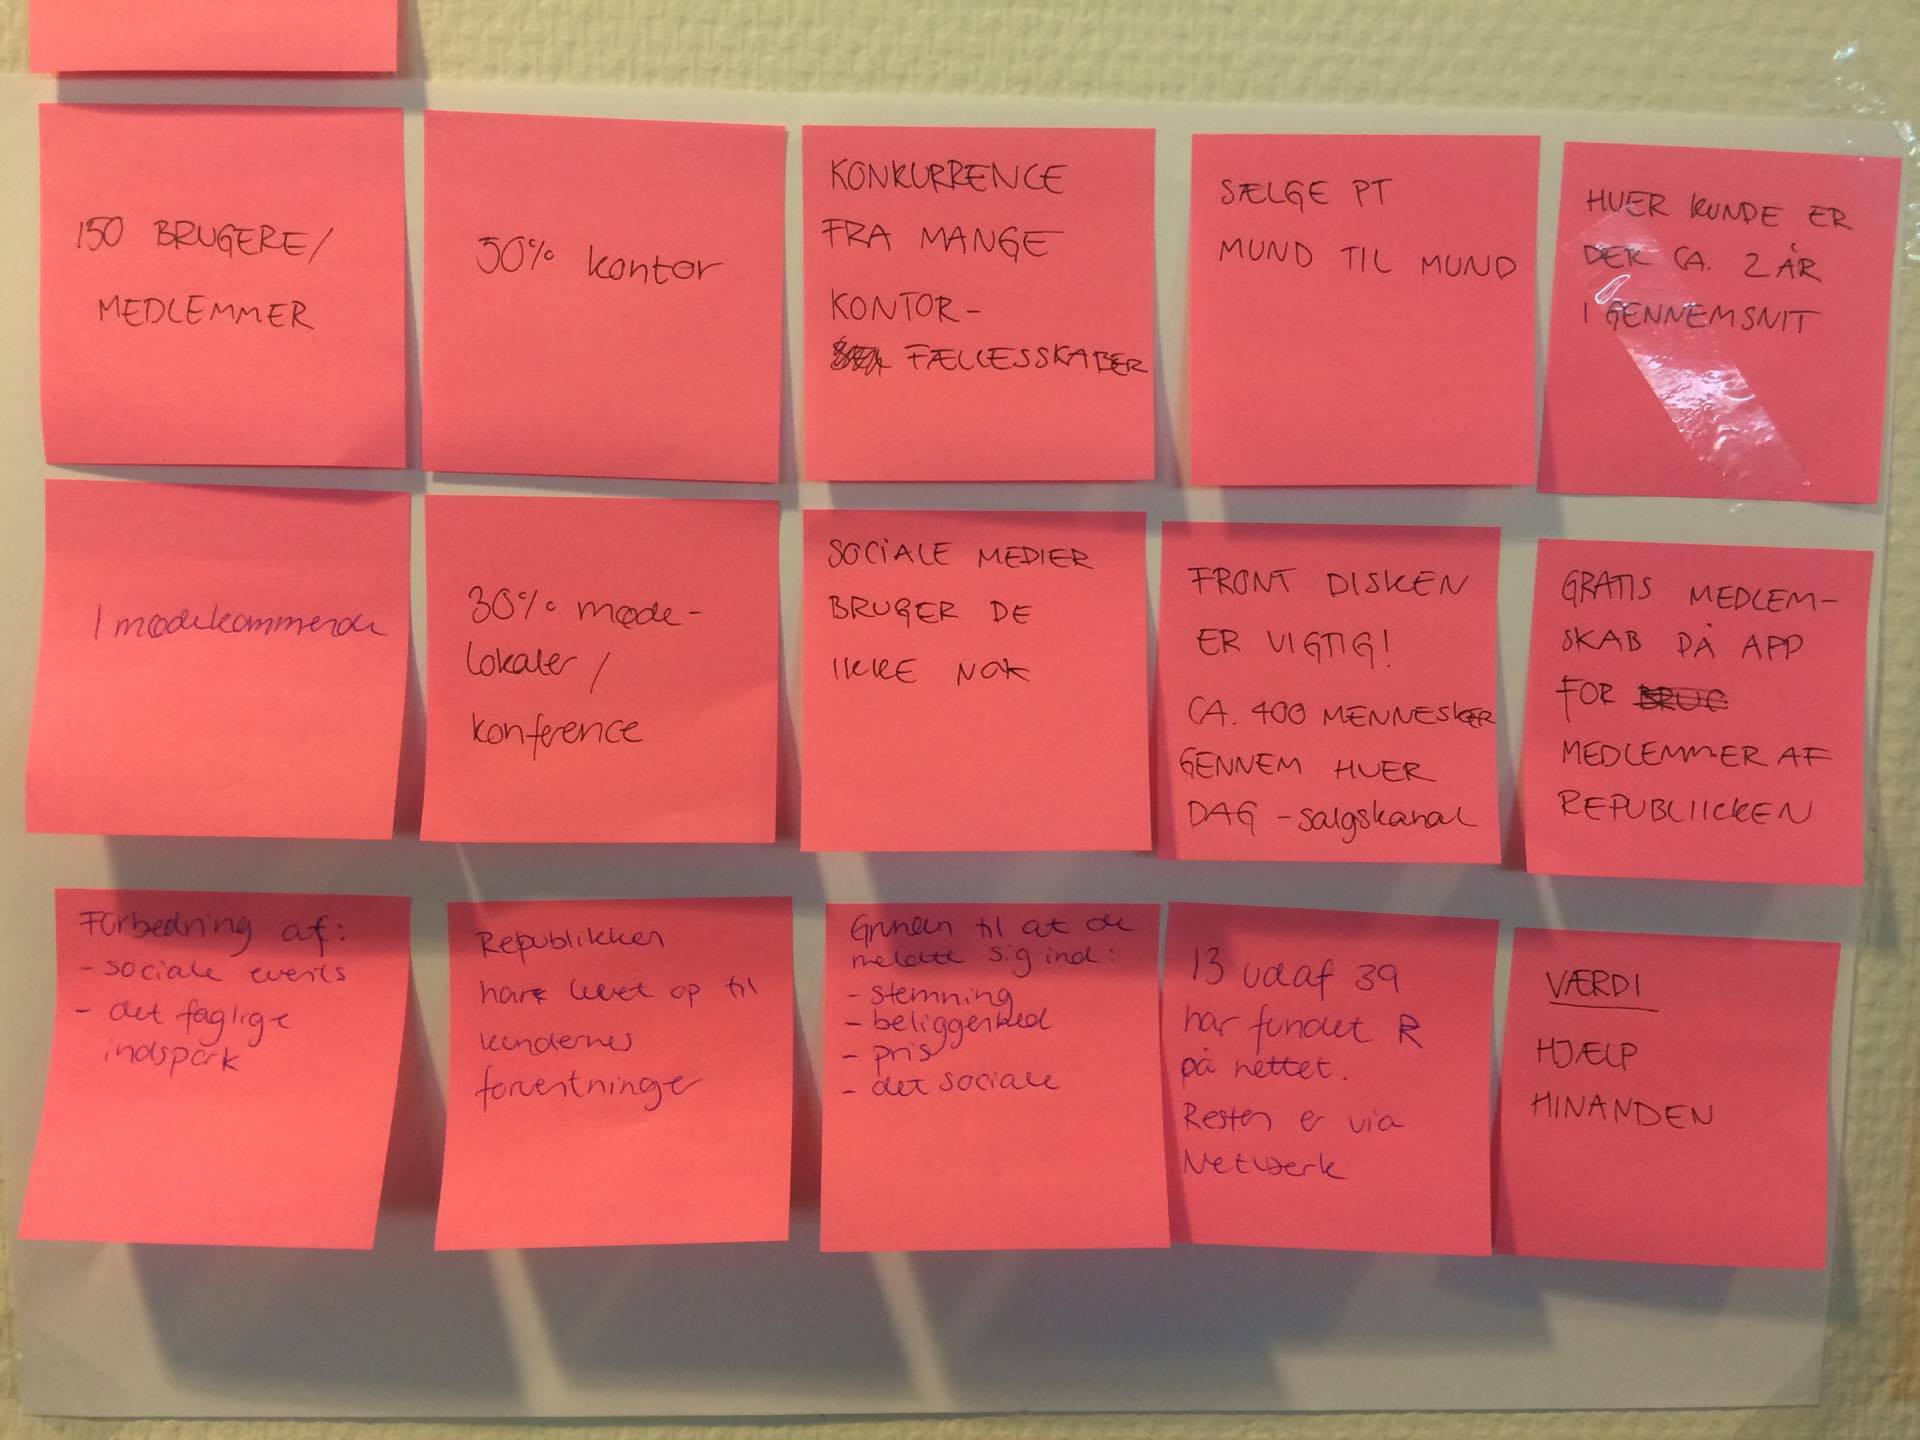 150 BRUGERE/
MEDLEMMER
50% kontor
KONKURRENCE
FRA MANGE
KONTOR-
FÆLLESSKABER
SÆLGE PT
MUND TIL MUND
HVER KUNDE ER
DER CA. 2 ÅR
I GENNEMSNIT
Imødekommende
30% møde-
lokaler /
konference
SOCIALE MEDIER
BRUGER DE
IKKE NOK
FRONT DISKEN
ER VIGTIG!
CA. 400 MENNESKER
GENNEM HVER
DAG - salgskanal
GRATIS MEDLEM-
SKAB PÅ APP
FOR
MEDLEMMER AF
REPUBLIKKEN
Forbedring af:
- sociale events
- det faglige
indspark
Republikken
har levet op til
kundernes
forventninger
Grunden til at de
meldte sig ind:
- stemning
- beliggenhed
- pris
- det sociale
13 udaf 39
har fundet R
på nettet.
Resten er via
Netværk
VÆRDI
HJÆLP
HINANDEN